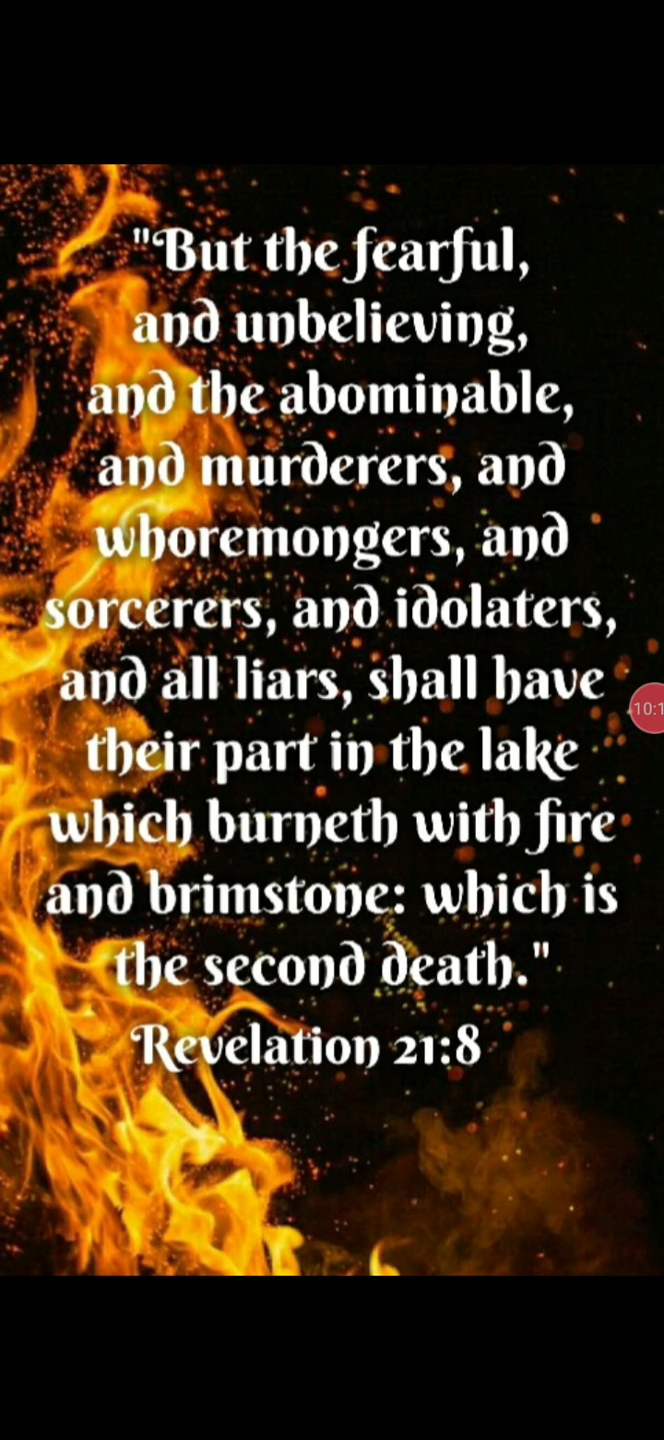 "But the fearful,
and unbelieving,
and the abominable,
and murderers, and
whoremongers, and
sorcerers, and idolaters,
and all liars, shall have
their part in the lake
which burneth with fire
and brimstone: which is
the second death."
Revelation 21:8
10:1